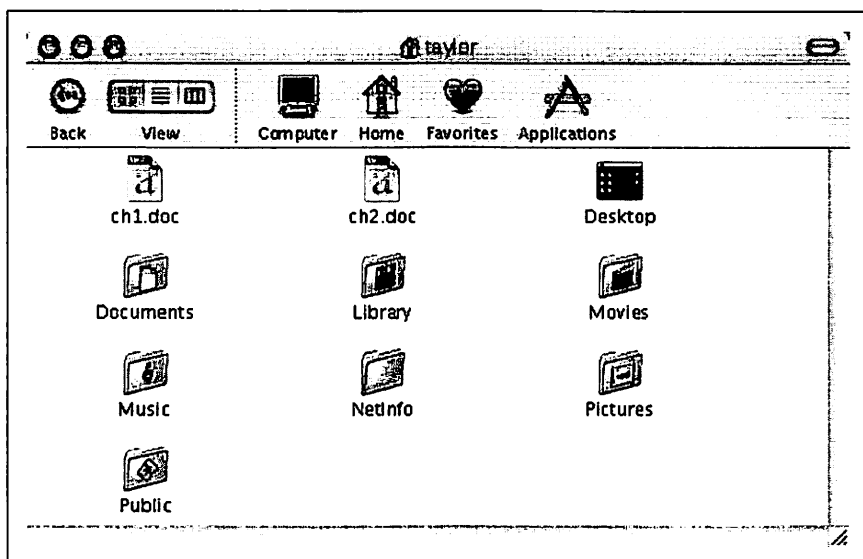 taylor
Back View Computer Home Favorites Applications
ch1.doc ch2.doc Desktop
Documents Library Movies
Music NetInfo Pictures
Public